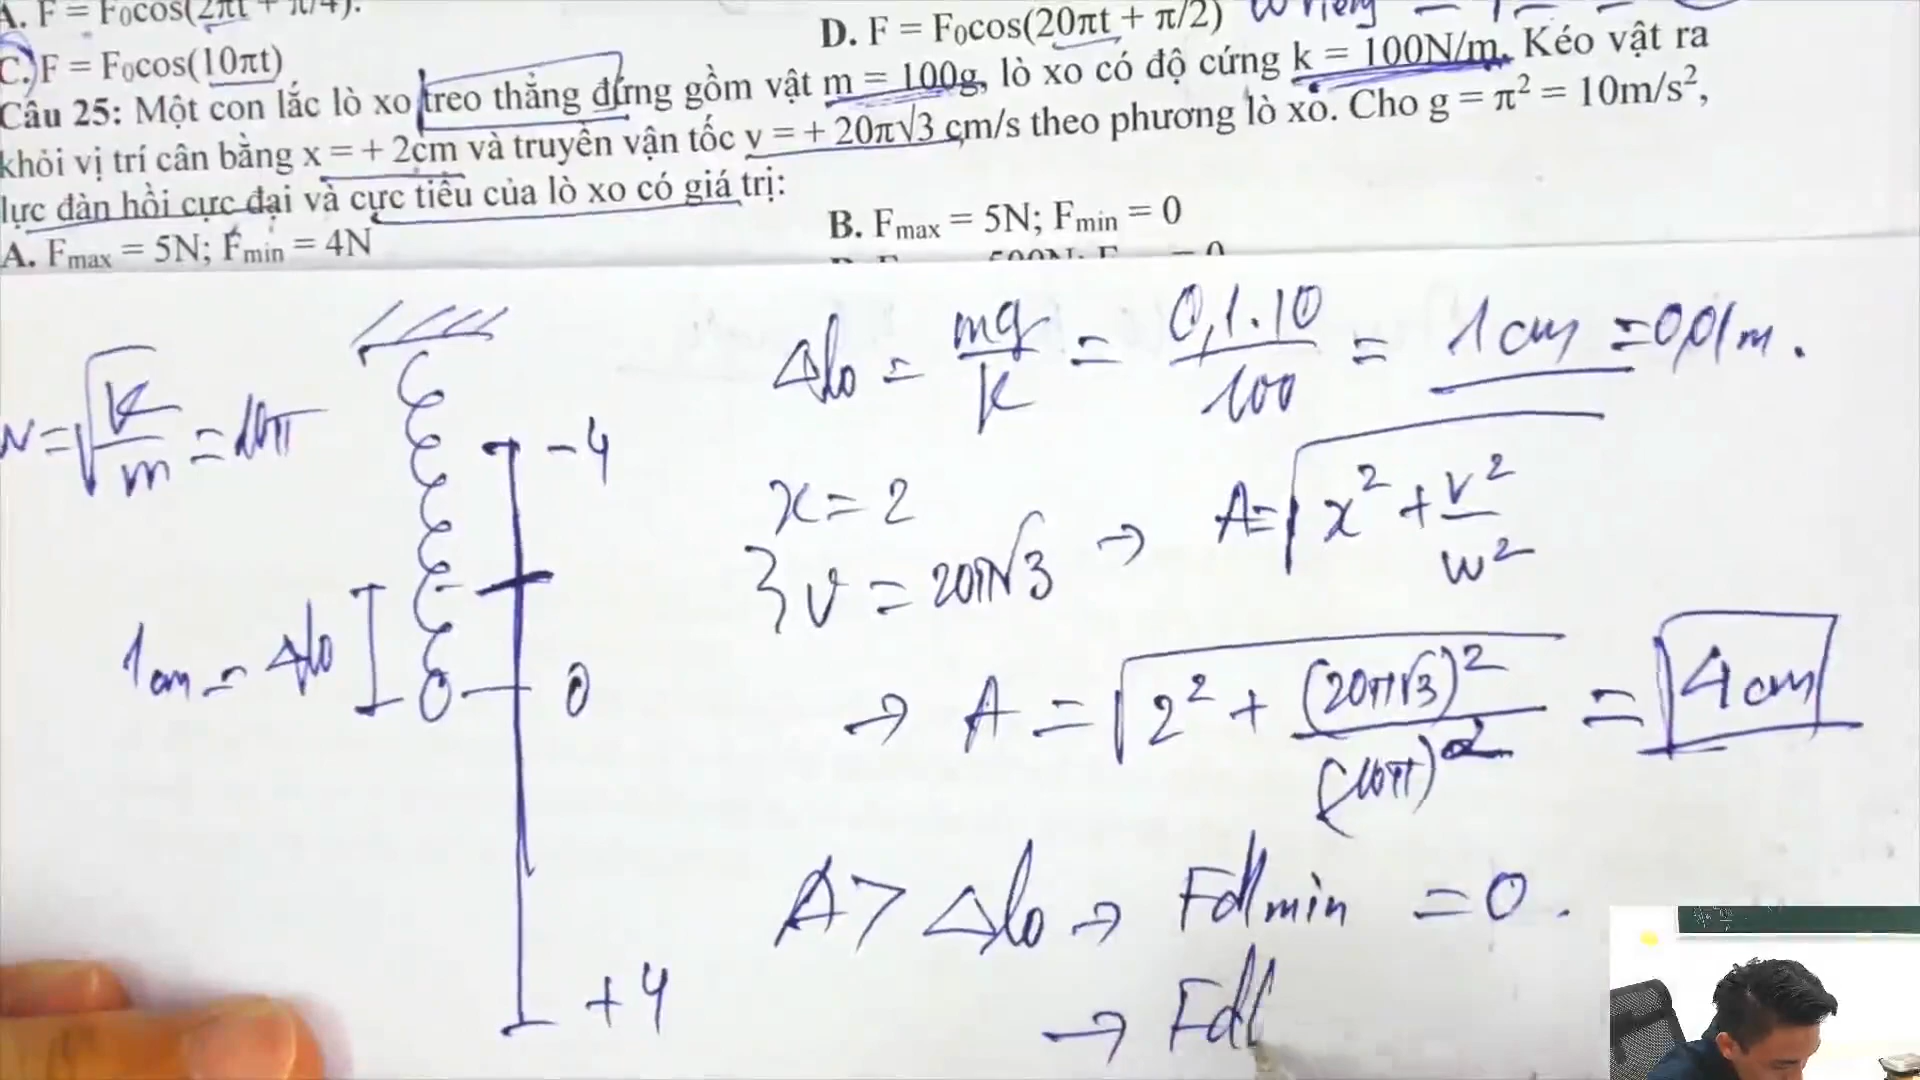 A. F = F₀cos(2πt + π/4).
D. F = F₀cos(20πt + π/2)
C. F = F₀cos(10πt)
Câu 25: Một con lắc lò xo treo thẳng đứng gồm vật m = 100g, lò xo có độ cứng k = 100N/m. Kéo vật ra
khỏi vị trí cân bằng x = + 2cm và truyền vận tốc v = + 20π√3 cm/s theo phương lò xo. Cho g = π² = 10m/s²,
lực đàn hồi cực đại và cực tiểu của lò xo có giá trị:
A. Fmax = 5N; Fmin = 4N
B. Fmax = 5N; Fmin = 0
Δl₀ = mg/k = 0,1.10/100 = 1cm = 0,01m.
w = √(k/m) = 10π
-4
x = 2
v = 20π√3 → A = √(x² + v²/w²)
1cm = Δl₀
0
→ A = √(2² + (20π√3)²/(10π)²) = 4cm
A > Δl₀ → Fđl min = 0.
+4
→ Fđl